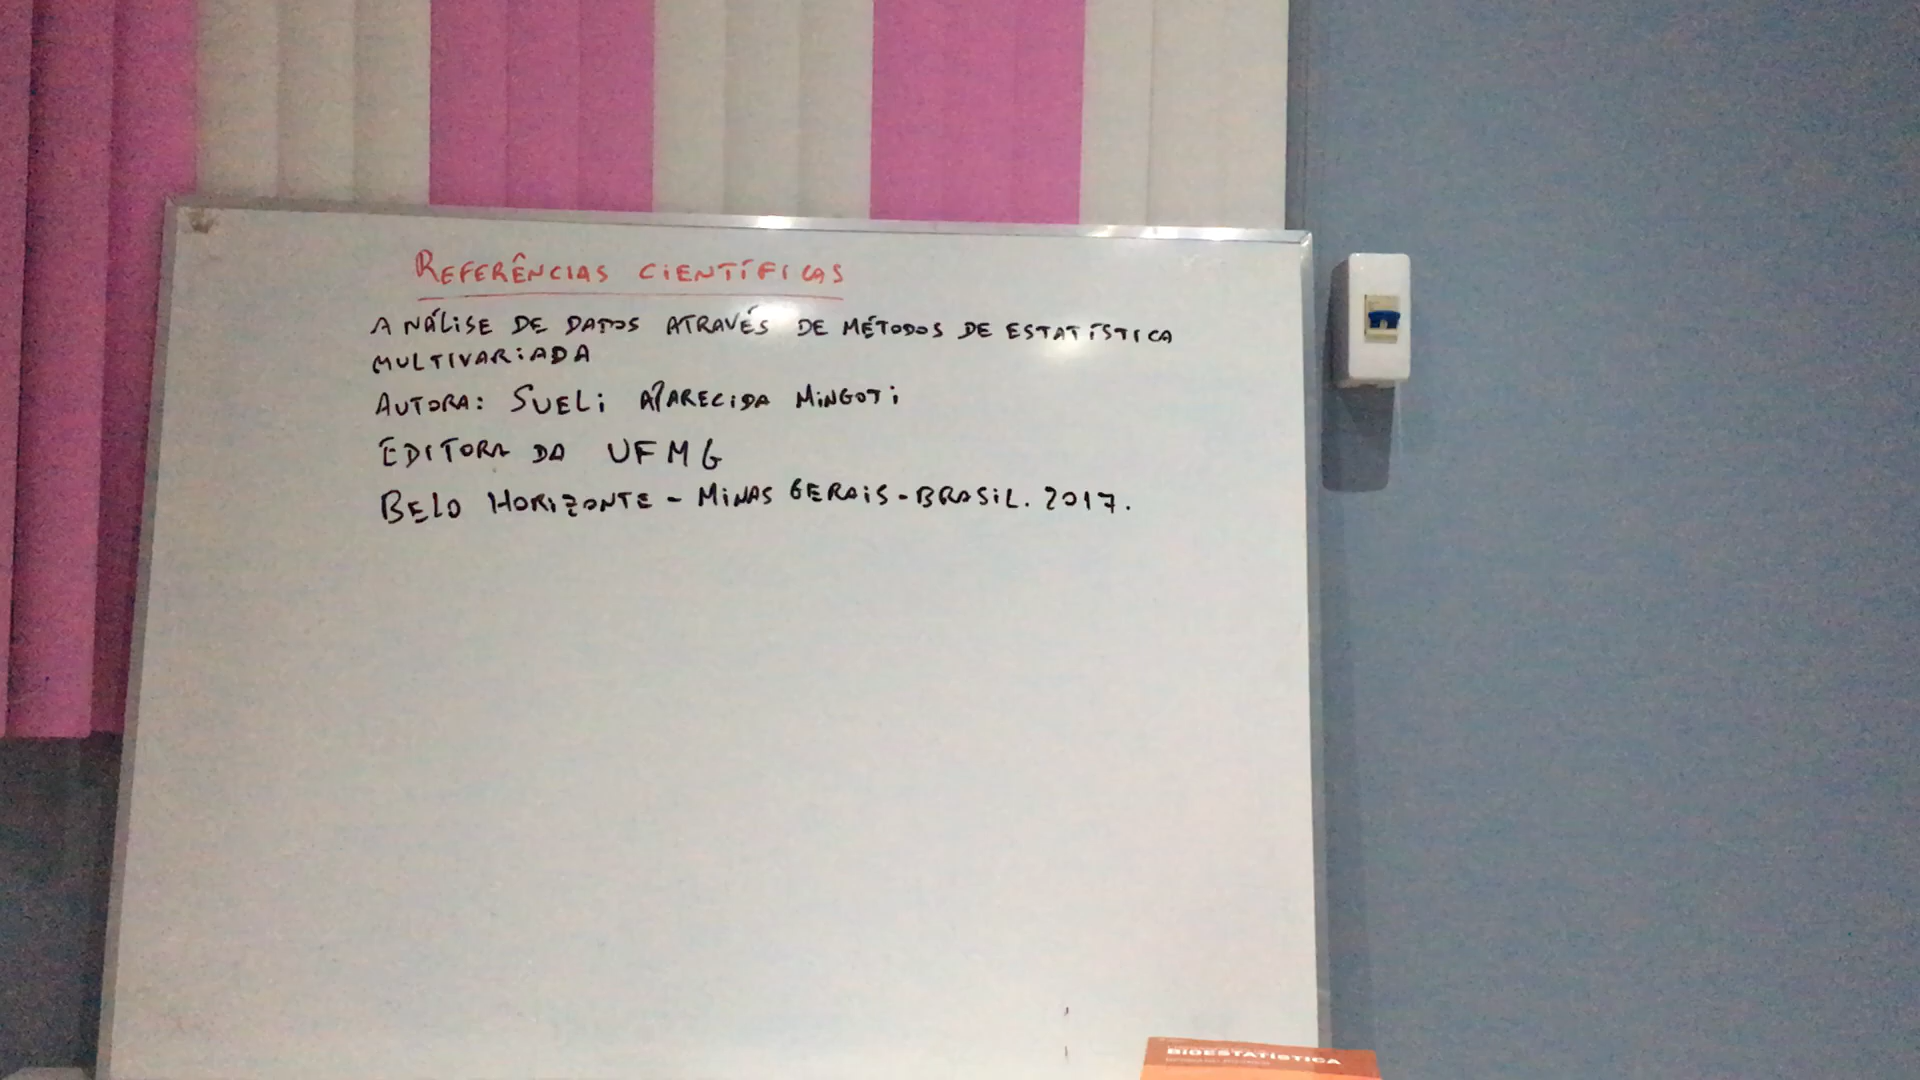 REFERÊNCIAS CIENTÍFICAS
ANÁLISE DE DADOS ATRAVÉS DE MÉTODOS DE ESTATÍSTICA
MULTIVARIADA
AUTORA: SUELI APARECIDA MINGOTI
EDITORA DA UFMG
BELO HORIZONTE - MINAS GERAIS - BRASIL. 2017.
BIOESTATÍSTICA